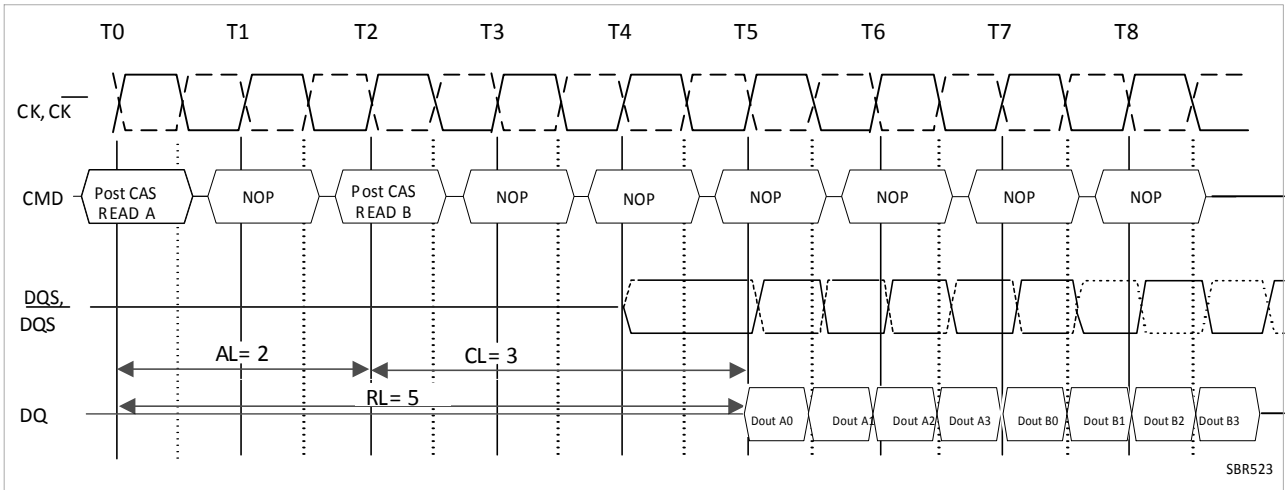 T0 T1 T2 T3 T4 T5 T6 T7 T8
CK, CK
CMD
Post CAS
READ A
NOP
Post CAS
READ B
NOP
NOP
NOP
NOP
NOP
NOP
DQS,
DQS
AL= 2
CL= 3
RL= 5
DQ
Dout A0 Dout A1 Dout A2 Dout A3 Dout B0 Dout B1 Dout B2 Dout B3
SBR523